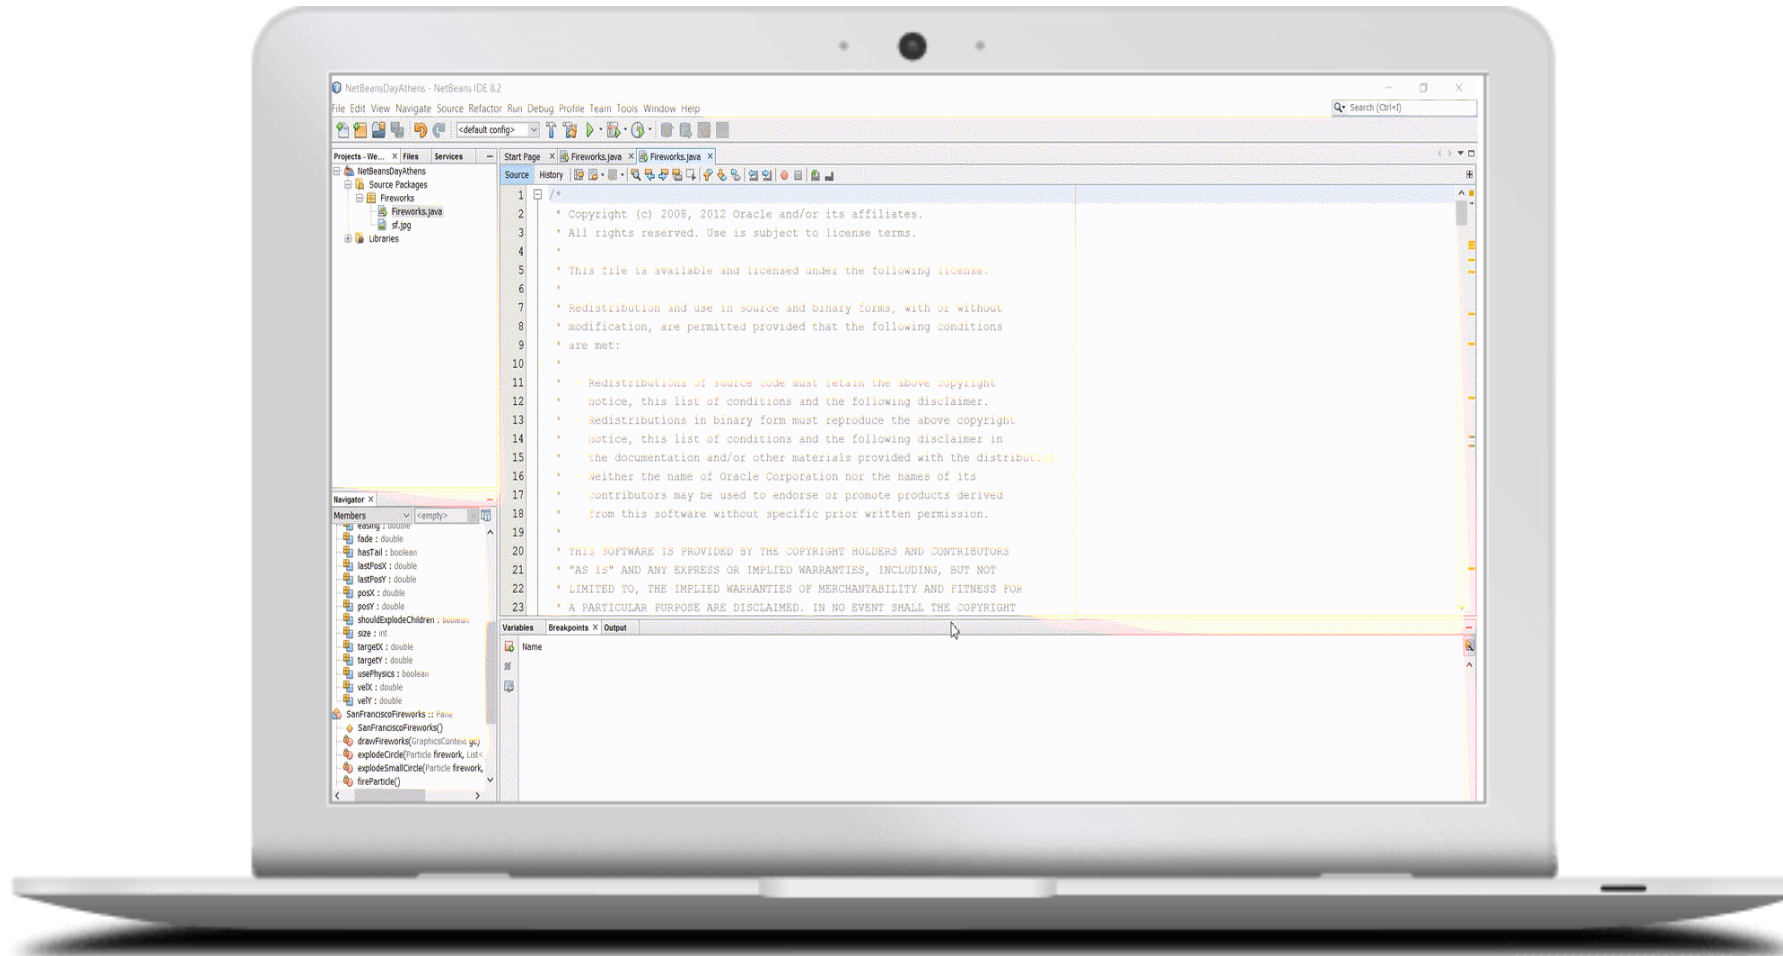 NetBeansDayAthens - NetBeans IDE 8.2
File Edit View Navigate Source Refactor Run Debug Profile Team Tools Window Help
Search (Ctrl+I)
<default config>
Projects - We... X Files Services
NetBeansDayAthens
Source Packages
Fireworks
Fireworks.java
sf.jpg
Libraries
Navigator X
Members <empty>
easing : double
fade : double
hasTail : boolean
lastPosX : double
lastPosY : double
posX : double
posY : double
shouldExplodeChildren : boolean
size : int
targetX : double
targetY : double
usePhysics : boolean
velX : double
velY : double
SanFranciscoFireworks :: Pane
SanFranciscoFireworks()
drawFireworks(GraphicsContext gc)
explodeCircle(Particle firework, List<
explodeSmallCircle(Particle firework,
fireParticle()
Start Page X Fireworks.java X Fireworks.java X
Source History
1 /*
2 * Copyright (c) 2008, 2012 Oracle and/or its affiliates.
3 * All rights reserved. Use is subject to license terms.
4 *
5 * This file is available and licensed under the following license:
6 *
7 * Redistribution and use in source and binary forms, with or without
8 * modification, are permitted provided that the following conditions
9 * are met:
10 *
11 * - Redistributions of source code must retain the above copyright
12 * notice, this list of conditions and the following disclaimer.
13 * - Redistributions in binary form must reproduce the above copyright
14 * notice, this list of conditions and the following disclaimer in
15 * the documentation and/or other materials provided with the distribution.
16 * - Neither the name of Oracle Corporation nor the names of its
17 * contributors may be used to endorse or promote products derived
18 * from this software without specific prior written permission.
19 *
20 * THIS SOFTWARE IS PROVIDED BY THE COPYRIGHT HOLDERS AND CONTRIBUTORS
21 * "AS IS" AND ANY EXPRESS OR IMPLIED WARRANTIES, INCLUDING, BUT NOT
22 * LIMITED TO, THE IMPLIED WARRANTIES OF MERCHANTABILITY AND FITNESS FOR
23 * A PARTICULAR PURPOSE ARE DISCLAIMED. IN NO EVENT SHALL THE COPYRIGHT
Variables Breakpoints X Output
Name